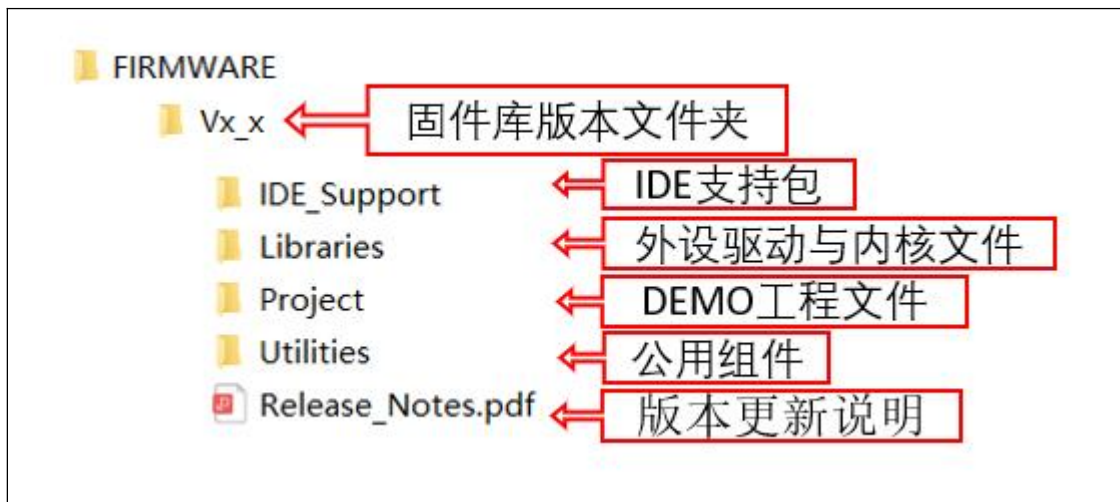 FIRMWARE
Vx_x 固件库版本文件夹
IDE_Support IDE支持包
Libraries 外设驱动与内核文件
Project DEMO工程文件
Utilities 公用组件
Release_Notes.pdf 版本更新说明